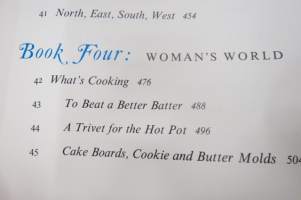 41 North, East, South, West 454
Book Four: WOMAN'S WORLD
42 What's Cooking 476
43 To Beat a Better Batter 488
44 A Trivet for the Hot Pot 496
45 Cake Boards, Cookie and Butter Molds 504